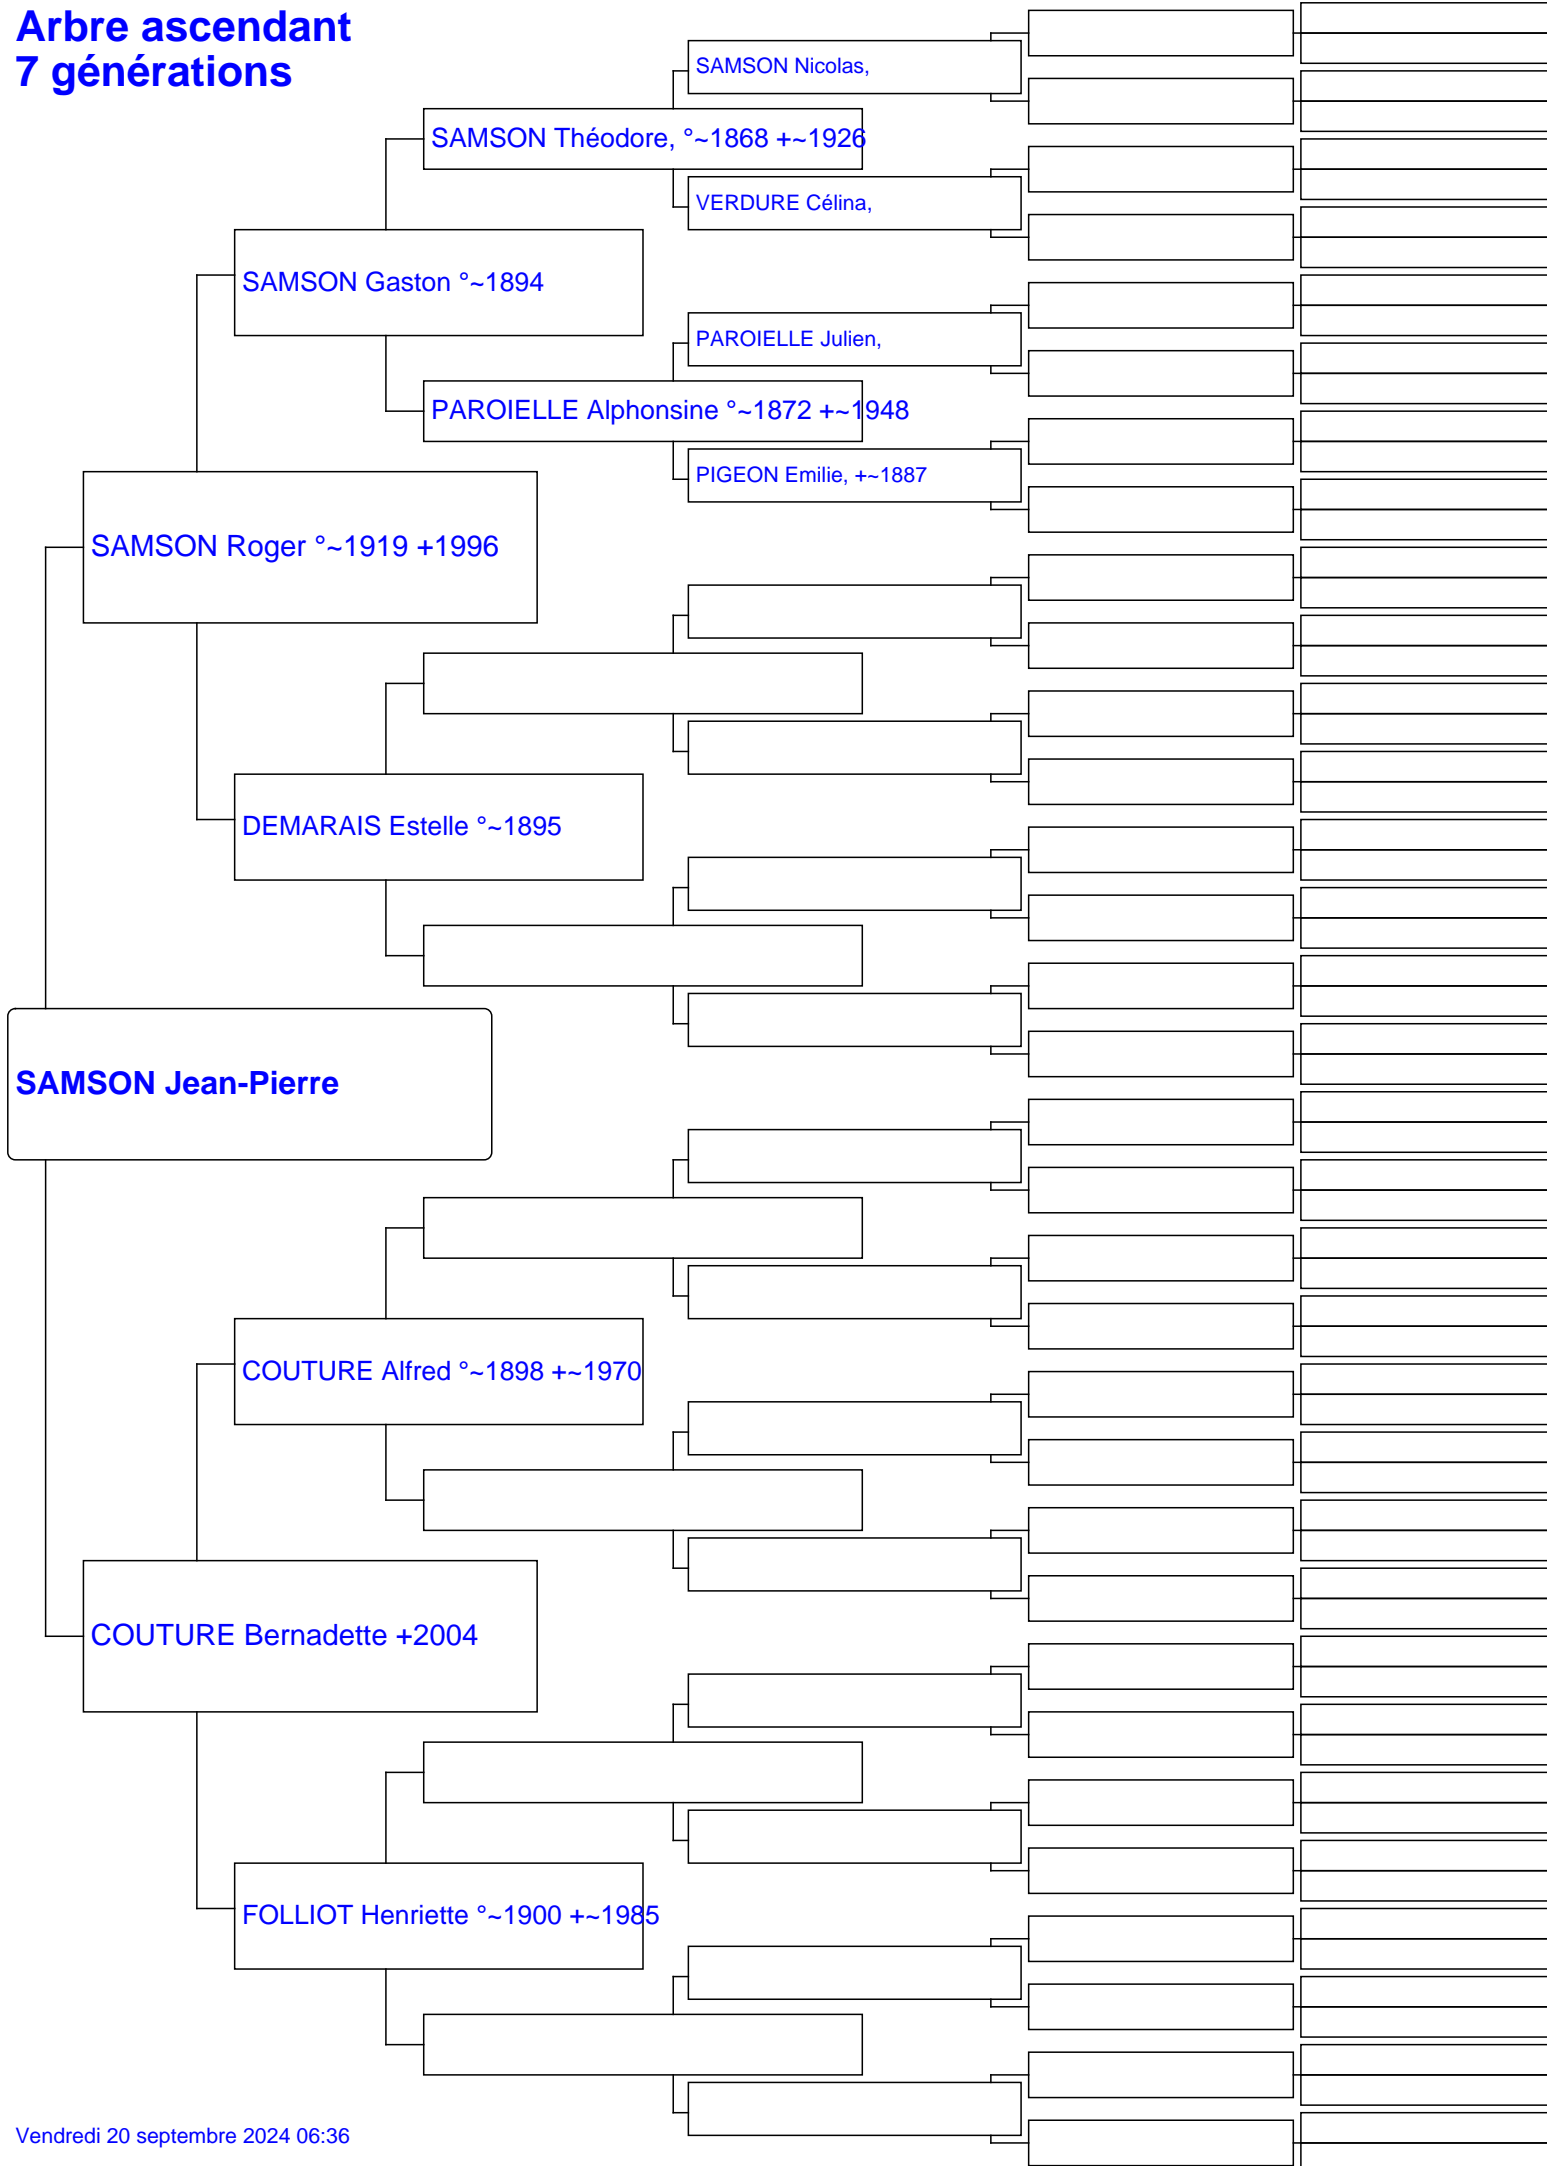 Arbre ascendant
7 générations
SAMSON Nicolas,
SAMSON Théodore, °~1868 +~1926
VERDURE Célina,
SAMSON Gaston °~1894
PAROIELLE Julien,
PAROIELLE Alphonsine °~1872 +~1948
PIGEON Emilie, +~1887
SAMSON Roger °~1919 +1996
DEMARAIS Estelle °~1895
SAMSON Jean-Pierre
COUTURE Alfred °~1898 +~1970
COUTURE Bernadette +2004
FOLLIOT Henriette °~1900 +~1985
Vendredi 20 septembre 2024 06:36